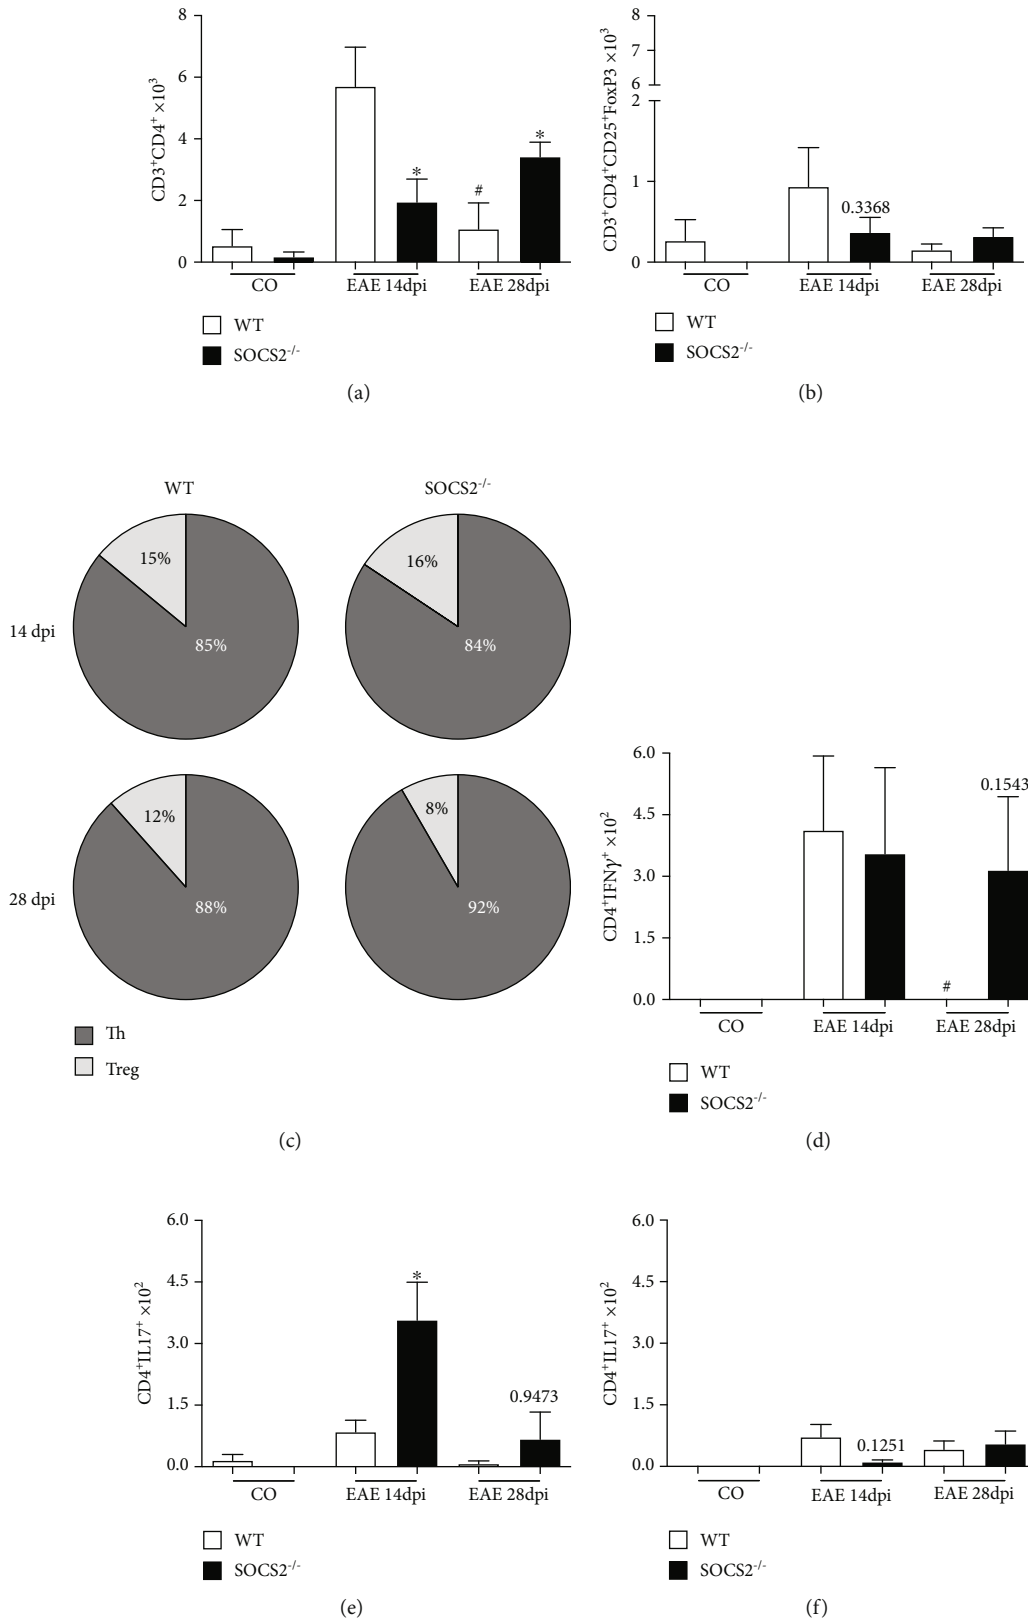 8
6
4
2
0
CD3⁺CD4⁺ ×10³
*
#
*
CO
EAE 14dpi
EAE 28dpi
WT
SOCS2⁻/⁻
(a)
8
7
6
2
1
0
CD3⁺CD4⁺CD25⁺FoxP3 ×10³
0.3368
CO
EAE 14dpi
EAE 28dpi
WT
SOCS2⁻/⁻
(b)
WT
SOCS2⁻/⁻
14 dpi
15%
85%
16%
84%
28 dpi
12%
88%
8%
92%
Th
Treg
(c)
6.0
4.5
3.0
1.5
0.0
CD4⁺IFNγ⁺ ×10²
#
0.1543
CO
EAE 14dpi
EAE 28dpi
WT
SOCS2⁻/⁻
(d)
6.0
4.5
3.0
1.5
0.0
CD4⁺IL17⁺ ×10²
*
0.9473
CO
EAE 14dpi
EAE 28dpi
WT
SOCS2⁻/⁻
(e)
6.0
4.5
3.0
1.5
0.0
CD4⁺IL17⁺ ×10²
0.1251
CO
EAE 14dpi
EAE 28dpi
WT
SOCS2⁻/⁻
(f)